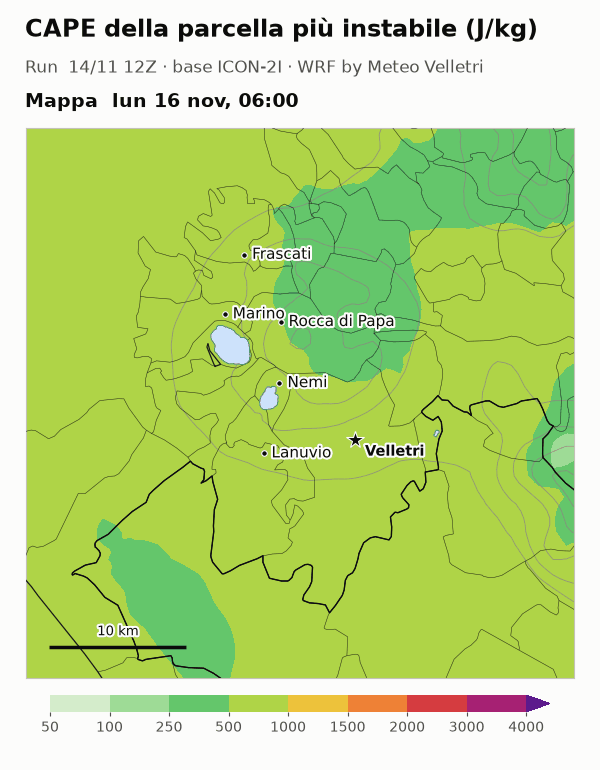 CAPE della parcella più instabile (J/kg)
Run  14/11 12Z · base ICON-2I · WRF by Meteo Velletri
Mappa  lun 16 nov, 06:00
Frascati
Marino
Rocca di Papa
Nemi
Velletri
Lanuvio
10 km
50 100 250 500 1000 1500 2000 3000 4000